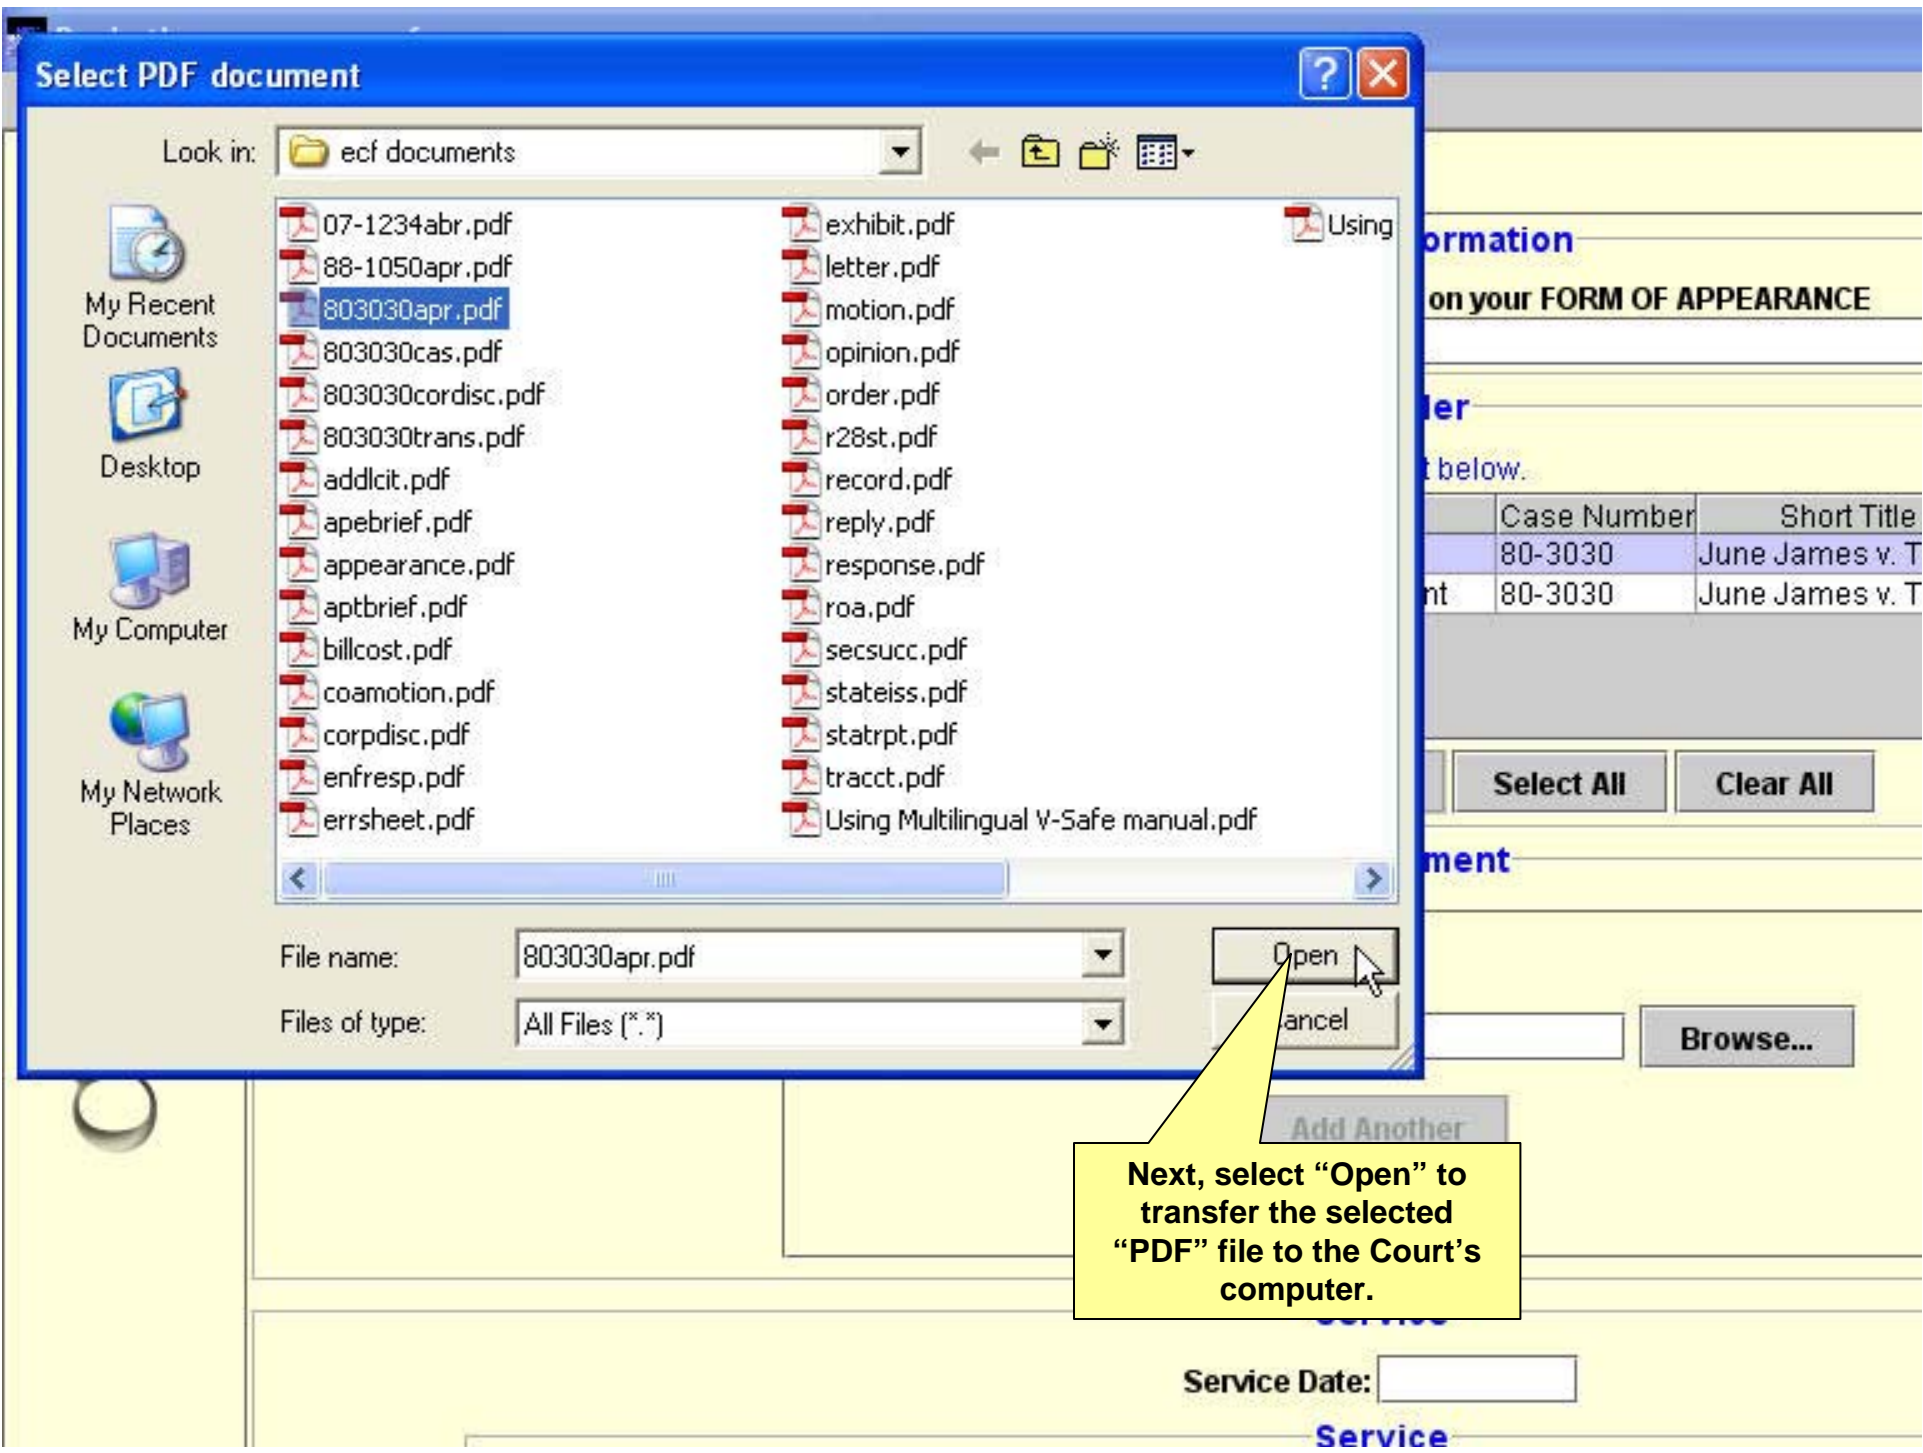 Select PDF document
Look in: ecf documents
My Recent
Documents
Desktop
My Computer
My Network
Places
07-1234abr.pdf
88-1050apr.pdf
803030apr.pdf
803030cas.pdf
803030cordisc.pdf
803030trans.pdf
addlcit.pdf
apebrief.pdf
appearance.pdf
aptbrief.pdf
billcost.pdf
coamotion.pdf
corpdisc.pdf
enfresp.pdf
errsheet.pdf
exhibit.pdf
letter.pdf
motion.pdf
opinion.pdf
order.pdf
r28st.pdf
record.pdf
reply.pdf
response.pdf
roa.pdf
secsucc.pdf
stateiss.pdf
statrpt.pdf
tracct.pdf
Using Multilingual V-Safe manual.pdf
Using
File name: 803030apr.pdf
Open
Files of type: All Files (*.*)
ancel
ormation
on your FORM OF APPEARANCE
er
t below.
Case Number Short Title
80-3030 June James v. T
nt 80-3030 June James v. T
Select All Clear All
ment
Browse...
Add Another
Next, select “Open” to
transfer the selected
“PDF” file to the Court’s
computer.
Service Date:
Service